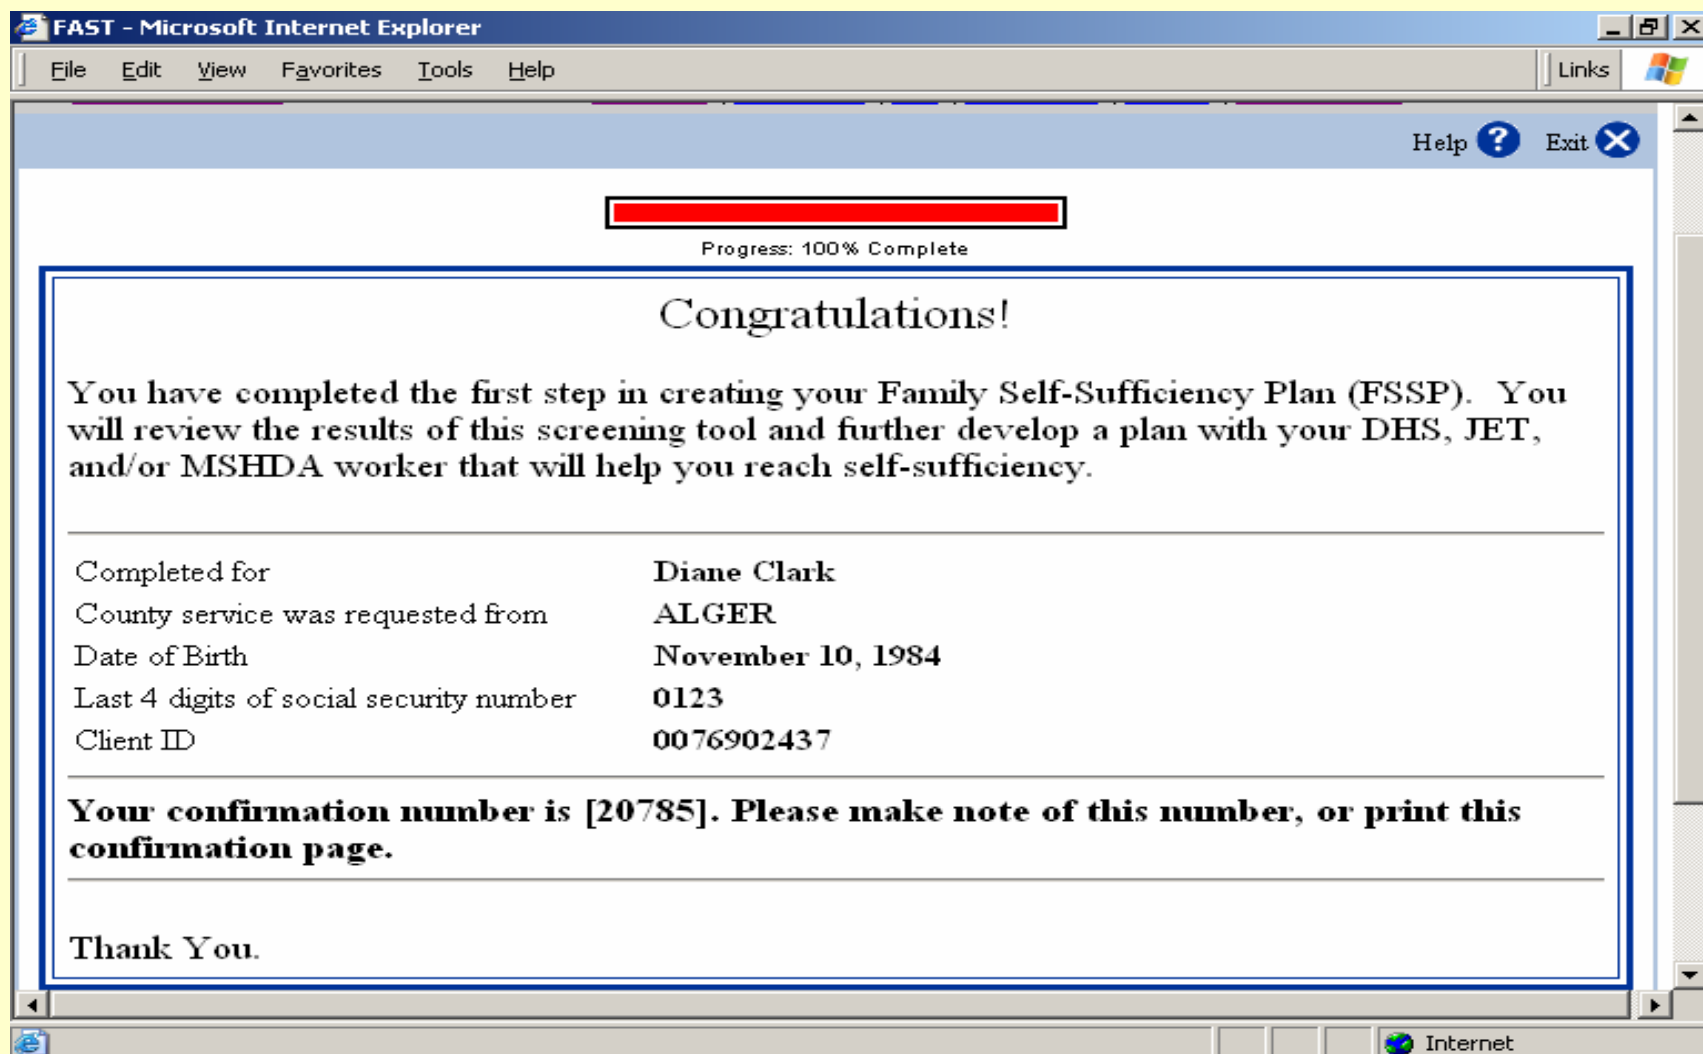 FAST - Microsoft Internet Explorer
File Edit View Favorites Tools Help Links
Help ? Exit
Progress: 100% Complete
Congratulations!
You have completed the first step in creating your Family Self-Sufficiency Plan (FSSP). You
will review the results of this screening tool and further develop a plan with your DHS, JET,
and/or MSHDA worker that will help you reach self-sufficiency.
Completed for Diane Clark
County service was requested from ALGER
Date of Birth November 10, 1984
Last 4 digits of social security number 0123
Client ID 0076902437
Your confirmation number is [20785]. Please make note of this number, or print this
confirmation page.
Thank You.
Internet